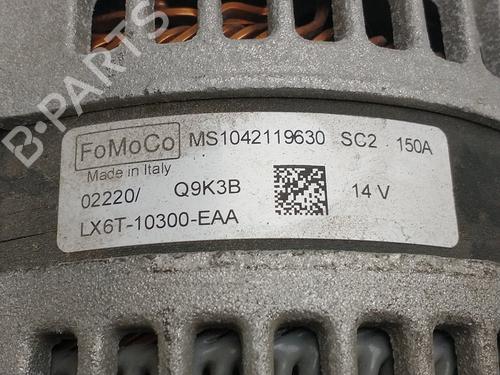 B-PARTS
FoMoCo MS1042119630 SC2 150A
Made in Italy
02220/ Q9K3B 14 V
LX6T-10300-EAA